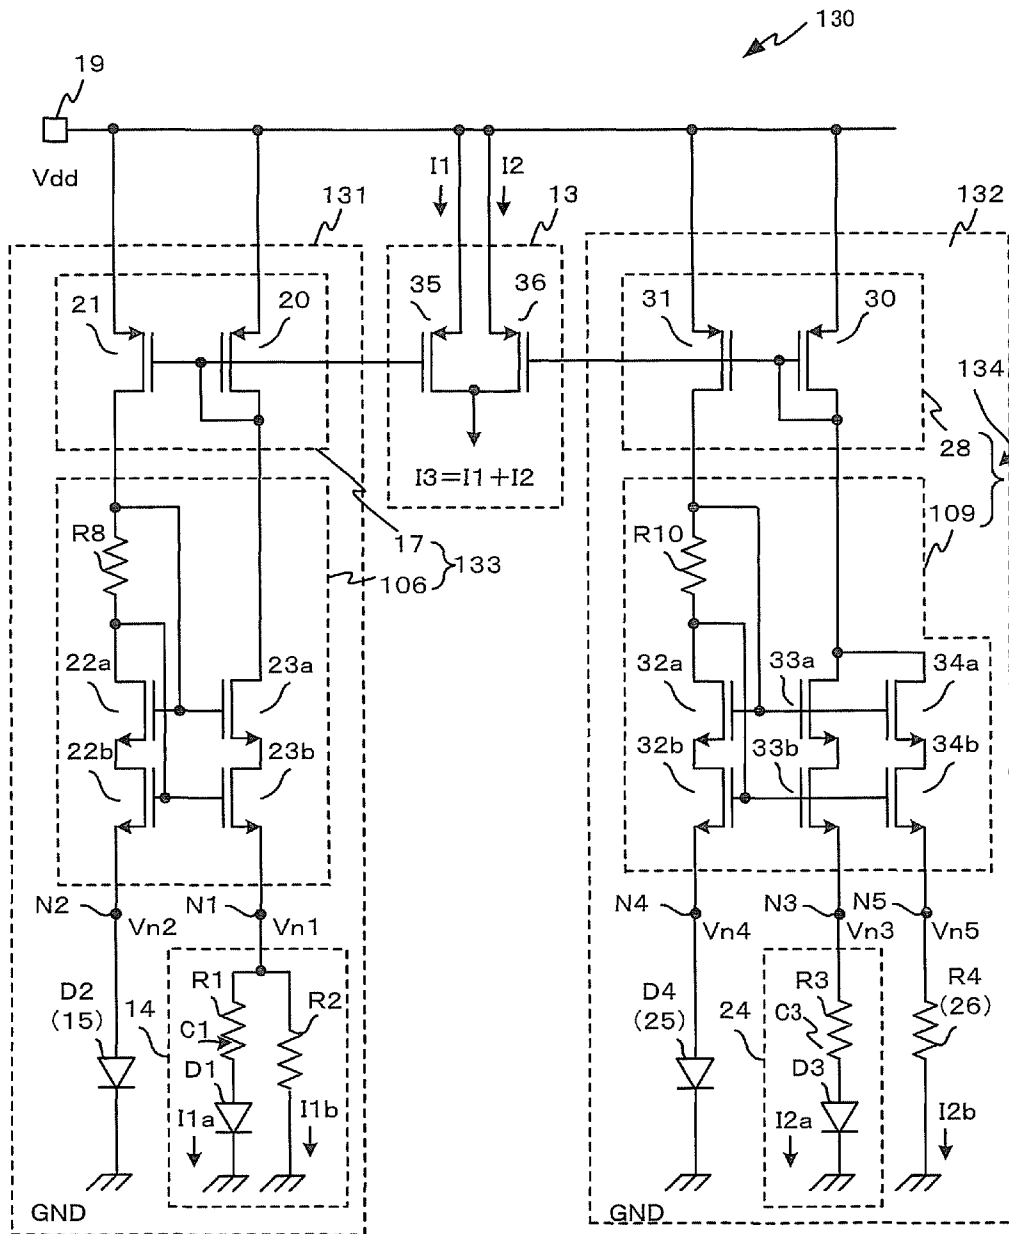 130
19
Vdd
I1 I2
131 13 132
21 20 35 36 31 30
134
28
I3=I1+I2
R8 17 R10 109
106 133
22a 23a 32a 33a 34a
22b 23b 32b 33b 34b
N2 N1 N4 N3 N5
Vn2 Vn1 Vn4 Vn3 Vn5
D2 14 R1 R2 D4 24 R3 R4
(15) C1 (25) C3 (26)
D1 D3
I1a I1b I2a I2b
GND GND